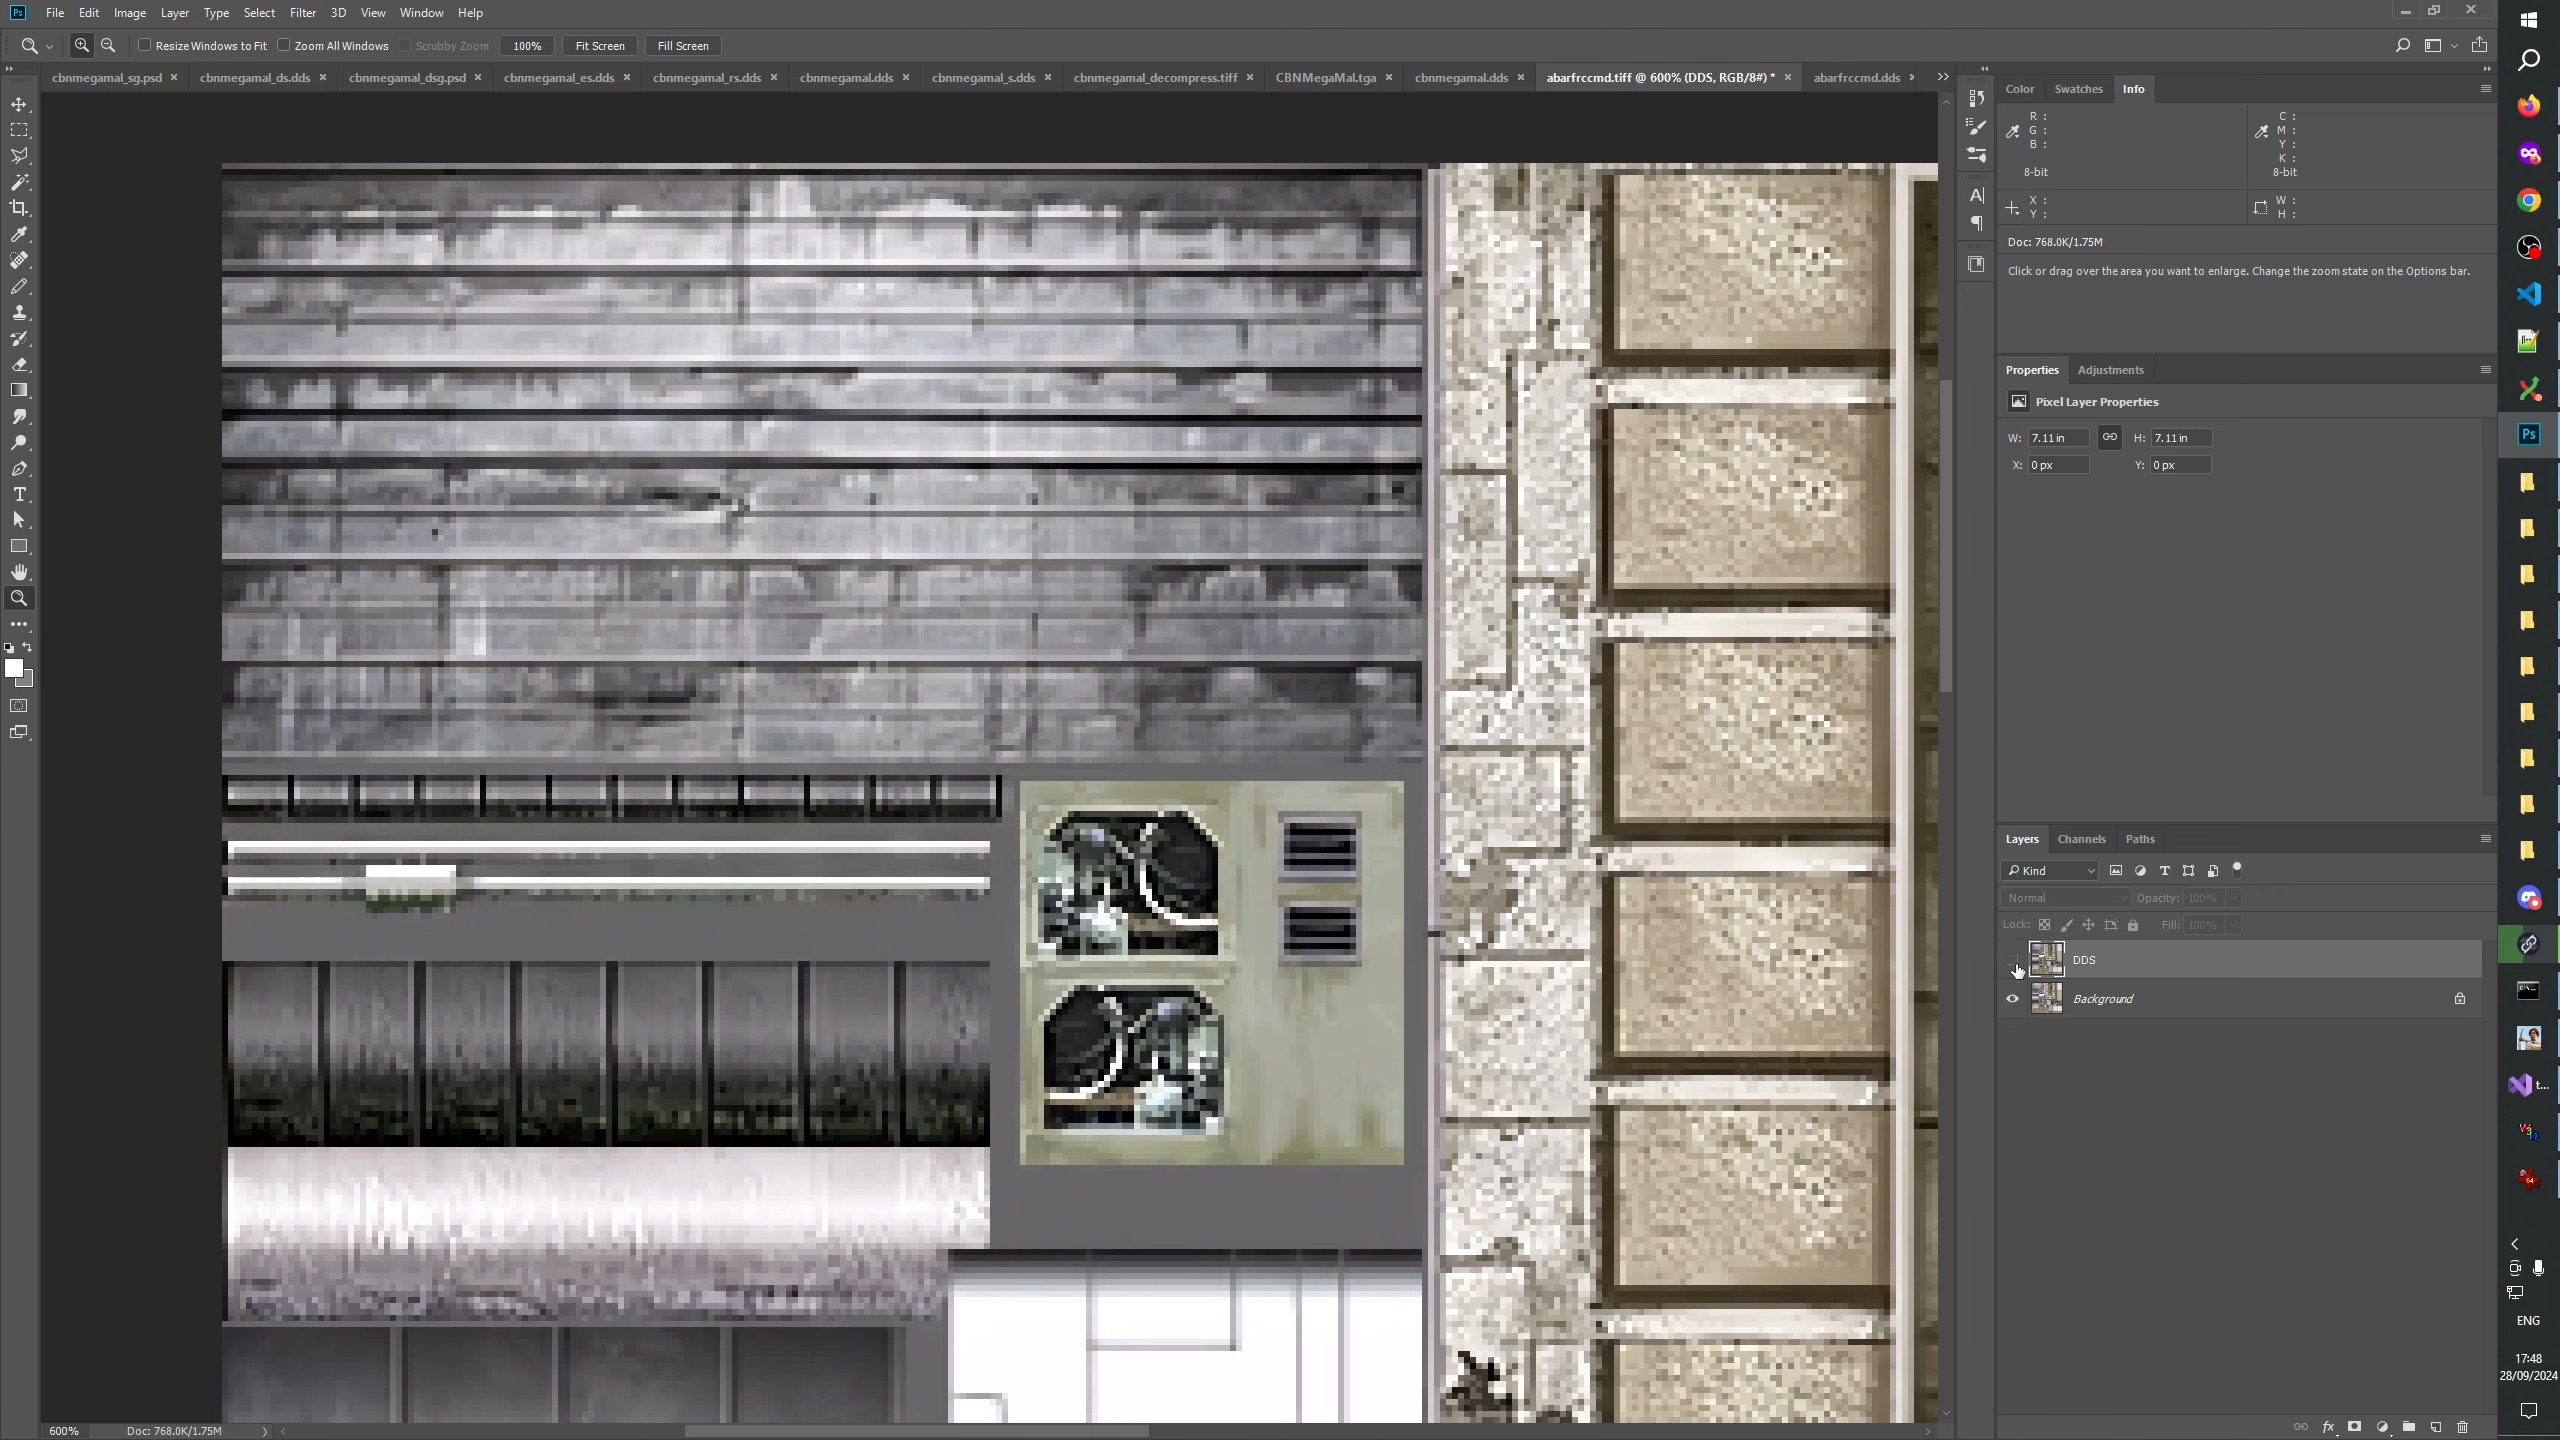 Ps File Edit Image Layer Type Select Filter 3D View Window Help
Resize Windows to Fit Zoom All Windows Scrubby Zoom 100% Fit Screen Fill Screen
cbnmegamal_sg.psd × cbnmegamal_ds.dds × cbnmegamal_dsg.psd × cbnmegamal_es.dds × cbnmegamal_rs.dds × cbnmegamal.dds × cbnmegamal_s.dds × cbnmegamal_decompress.tiff × CBNMegaMal.tga × cbnmegamal.dds × abarfrccmd.tiff @ 600% (DDS, RGB/8#) * × abarfrccmd.dds ×
Color Swatches Info
R : C :
G : M :
B : Y :
K :
8-bit 8-bit
X : W :
Y : H :
Doc: 768.0K/1.75M
Click or drag over the area you want to enlarge. Change the zoom state on the Options bar.
Properties Adjustments
Pixel Layer Properties
W: 7.11 in H: 7.11 in
X: 0 px Y: 0 px
Layers Channels Paths
Kind
Normal Opacity: 100%
Lock: Fill: 100%
DDS
Background
fx
600% Doc: 768.0K/1.75M
Ps
t...
64
ENG
17:48
28/09/2024